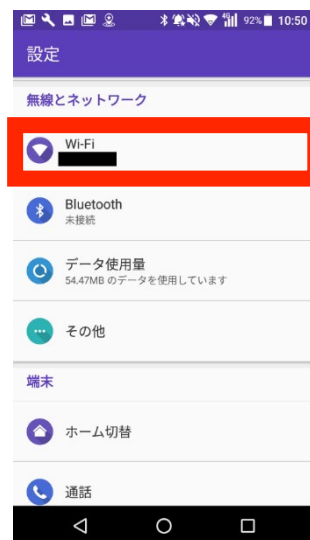 92% 10:50
設定
無線とネットワーク
Wi-Fi
Bluetooth
未接続
データ使用量
54.47MB のデータを使用しています
その他
端末
ホーム切替
通話